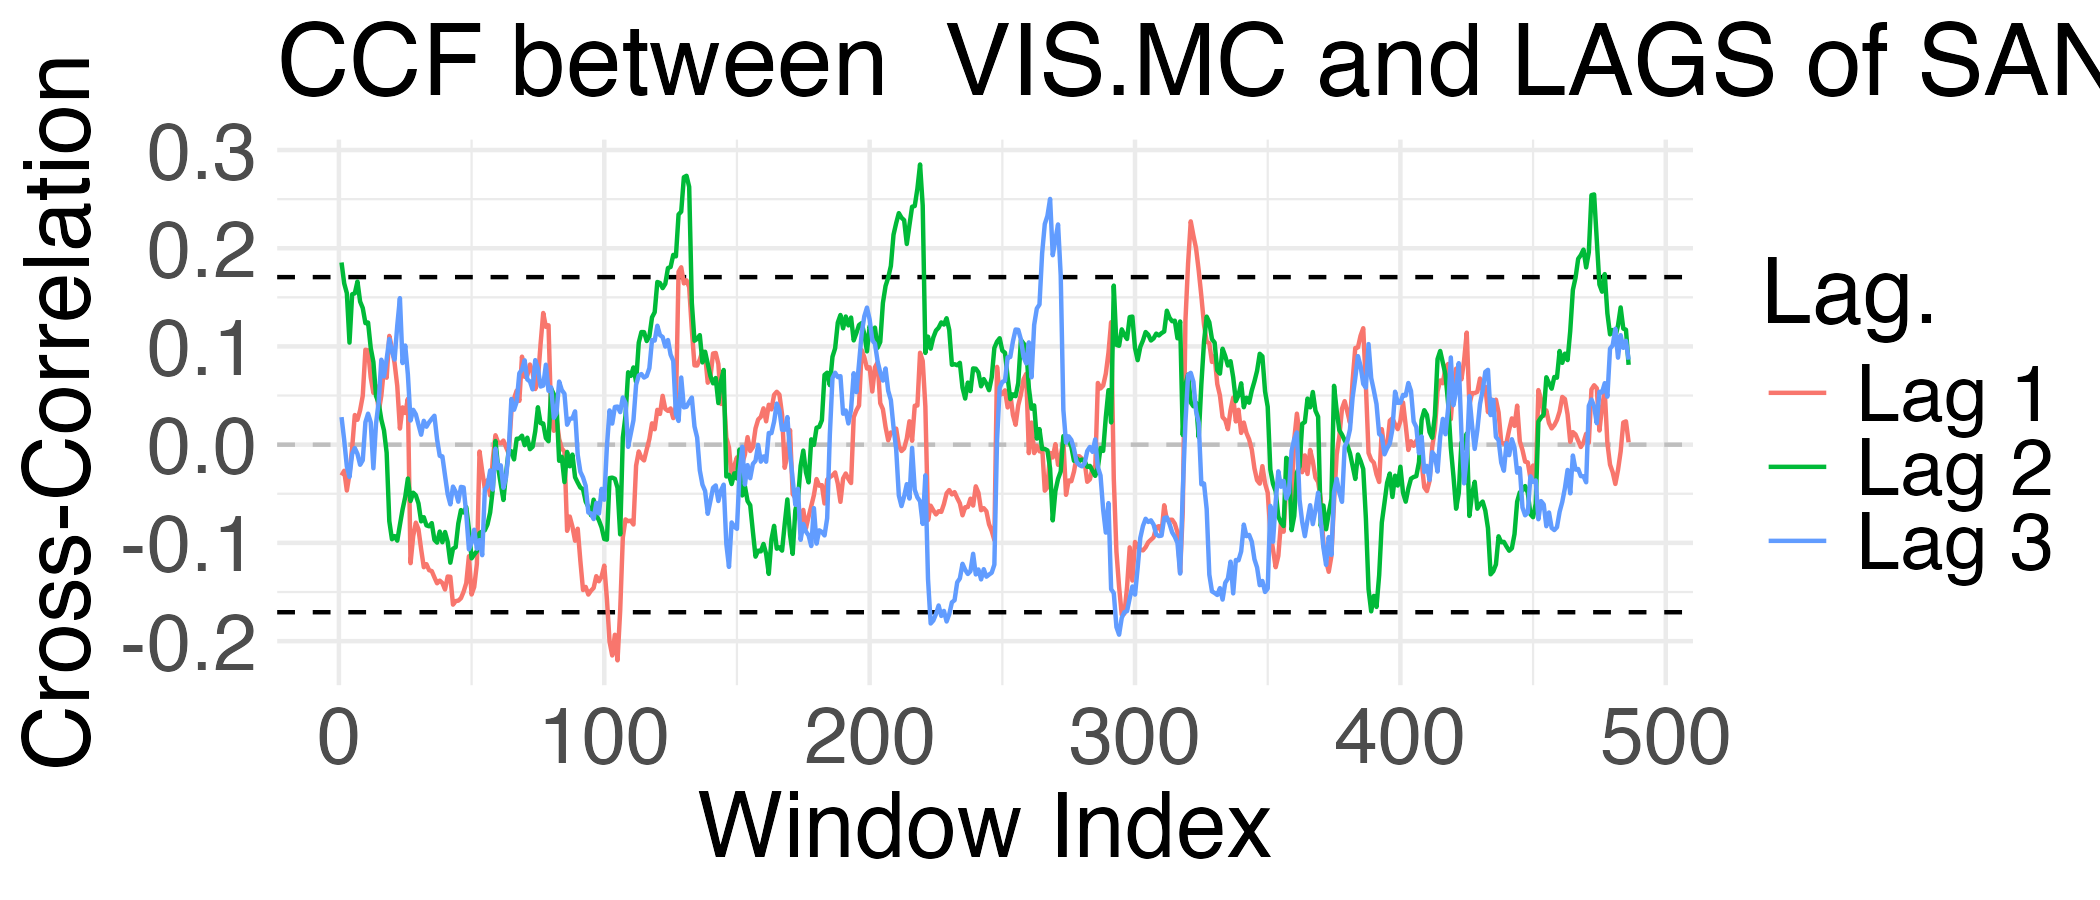 CCF between VIS.MC and LAGS of SAN
Cross-Correlation
0.3
0.2
0.1
0.0
-0.1
-0.2
0 100 200 300 400 500
Window Index
Lag.
Lag 1
Lag 2
Lag 3